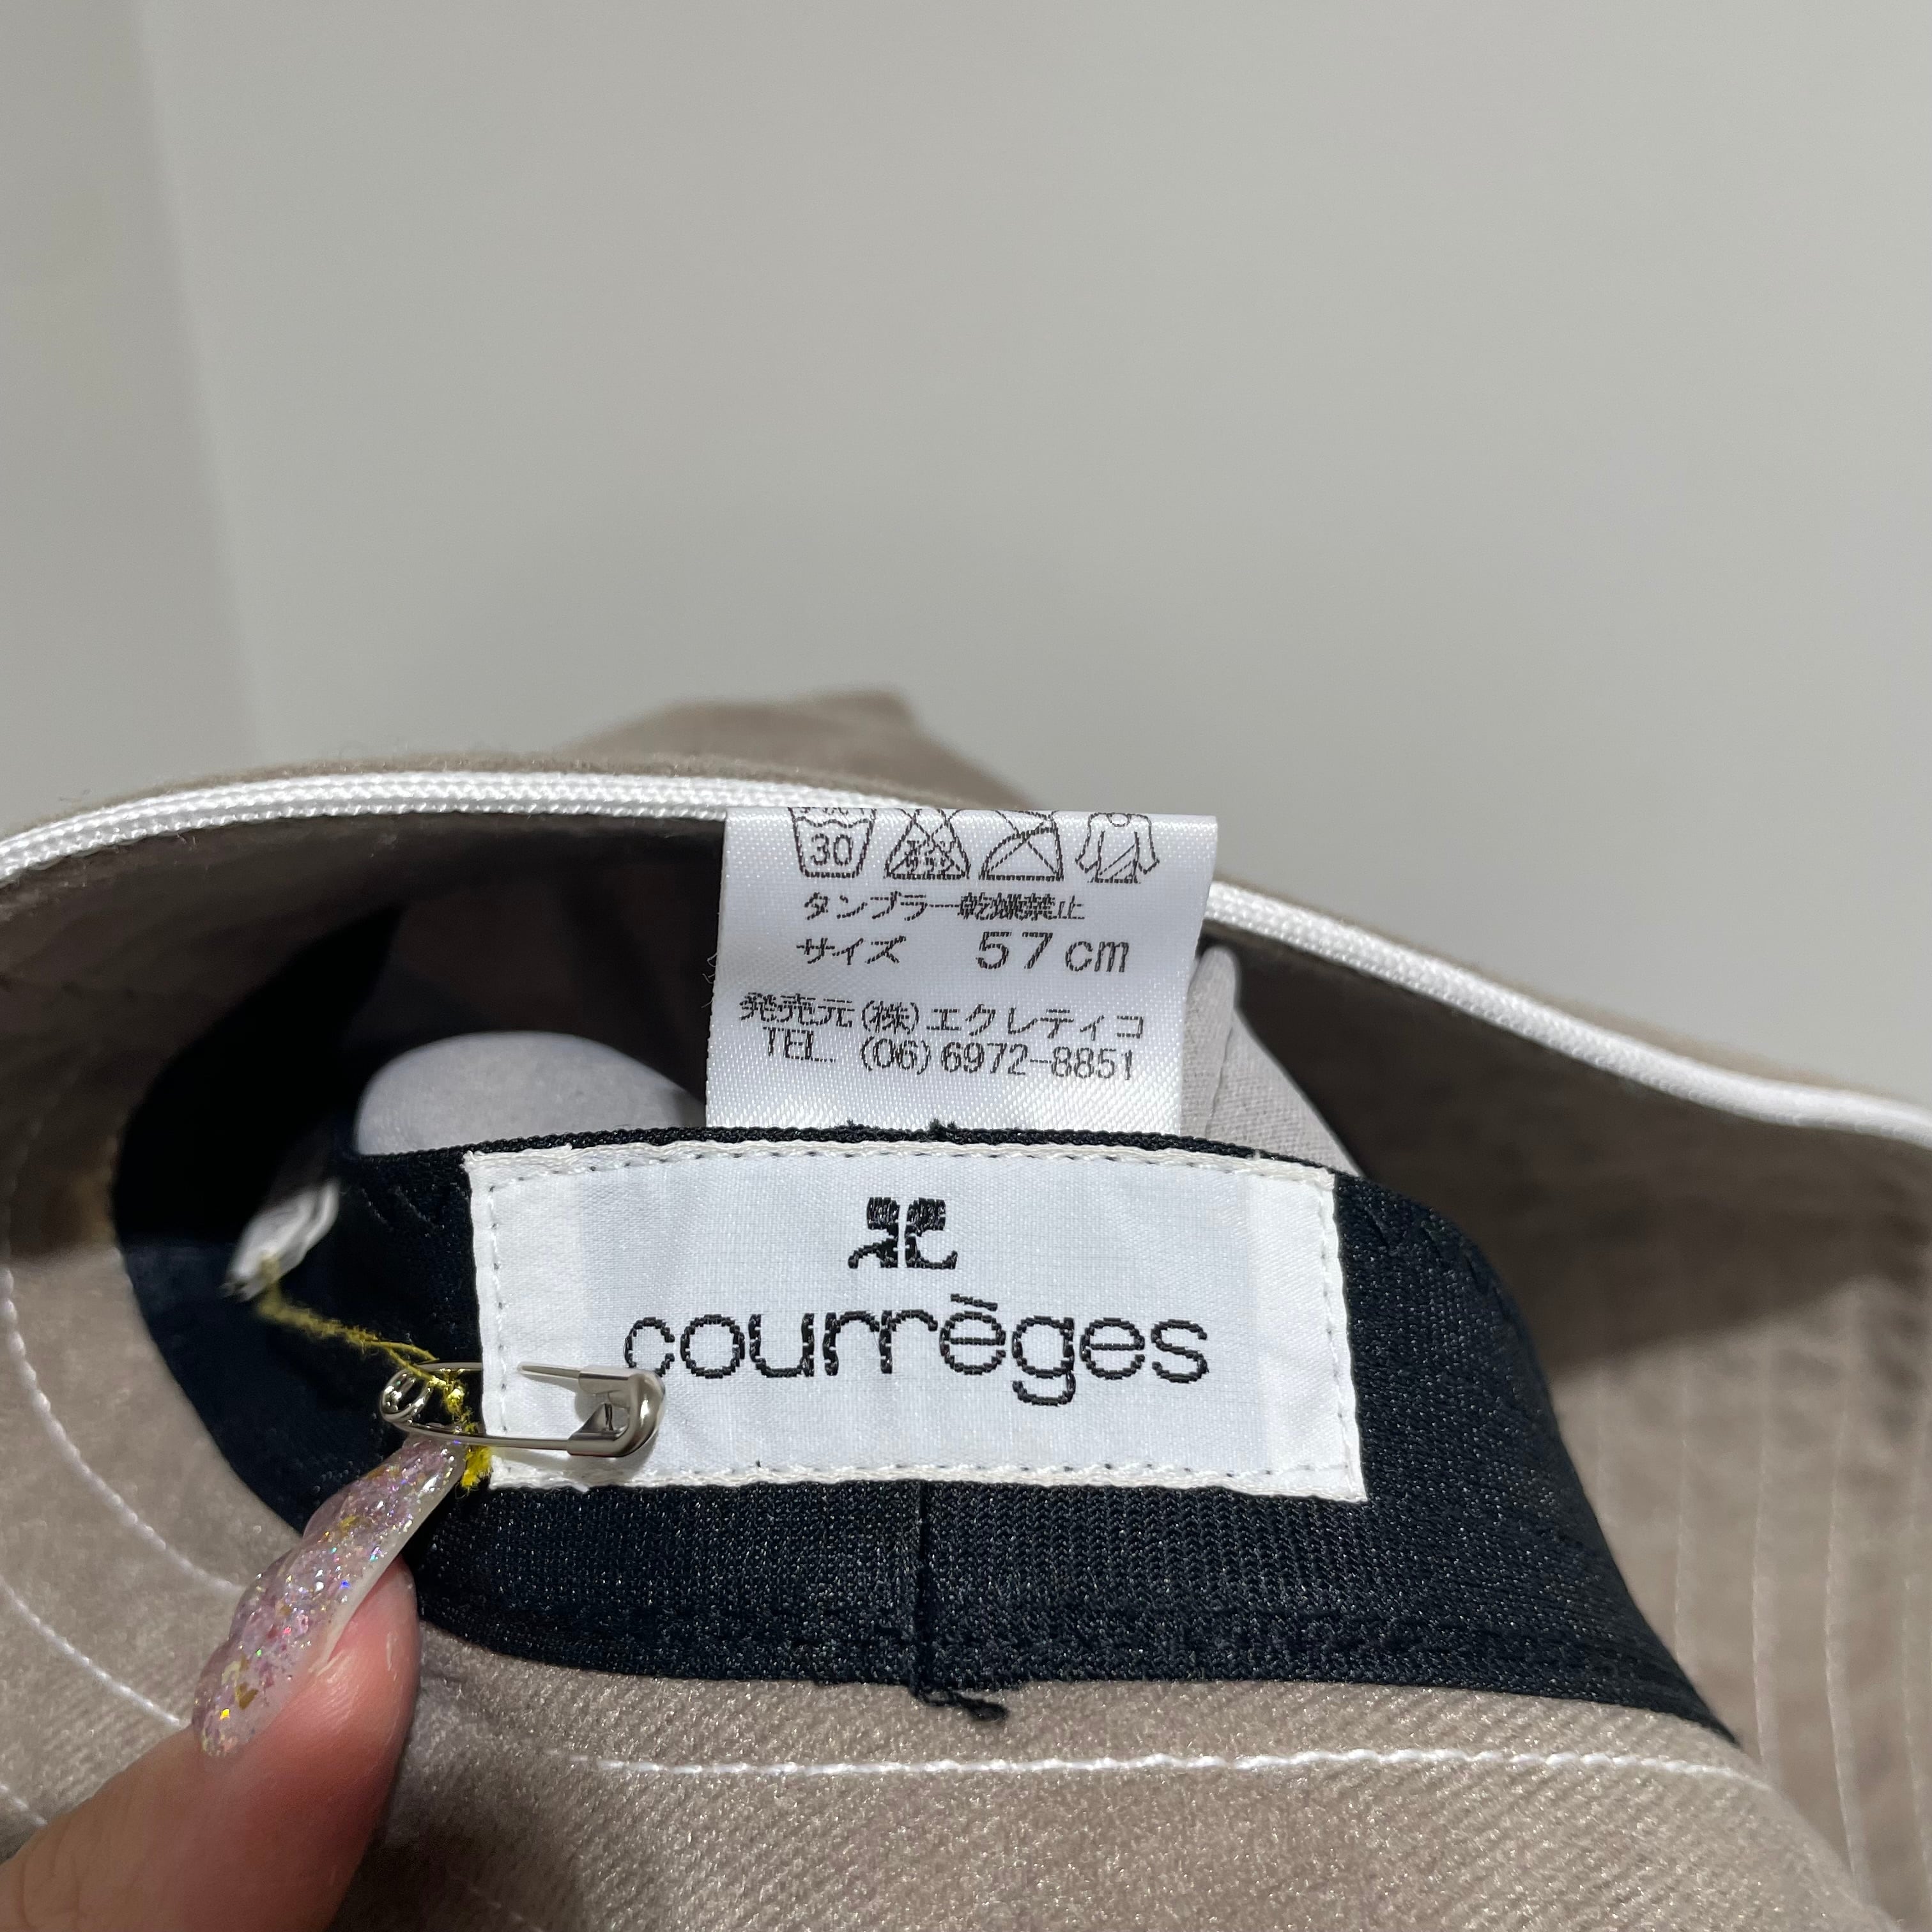 30
タンブラー乾燥禁止
サイズ 57cm
発売元(株)エクレティコ
TEL. (06)6972-8851
courrèges